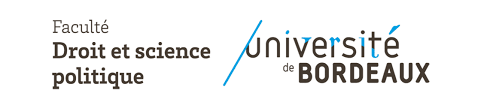 Faculté
Droit et science
politique
université
de BORDEAUX